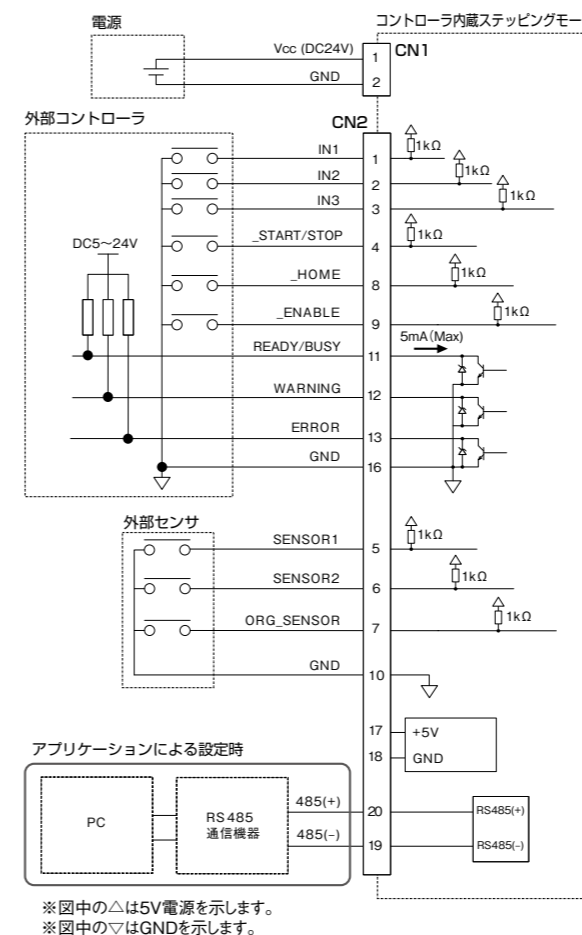 電源
コントローラ内蔵ステッピングモー
Vcc (DC24V)
1
CN1
GND
2
外部コントローラ
CN2
IN1
1
1kΩ
IN2
2
1kΩ
IN3
3
1kΩ
DC5～24V
_START/STOP
4
1kΩ
_HOME
8
1kΩ
_ENABLE
9
1kΩ
READY/BUSY
11
5mA(Max)
WARNING
12
ERROR
13
GND
16
外部センサ
SENSOR1
5
1kΩ
SENSOR2
6
1kΩ
ORG_SENSOR
7
1kΩ
GND
10
17
+5V
18
GND
アプリケーションによる設定時
PC
RS485
通信機器
485(+)
20
RS485(+)
485(-)
19
RS485(-)
※図中の△は5V電源を示します。
※図中の▽はGNDを示します。